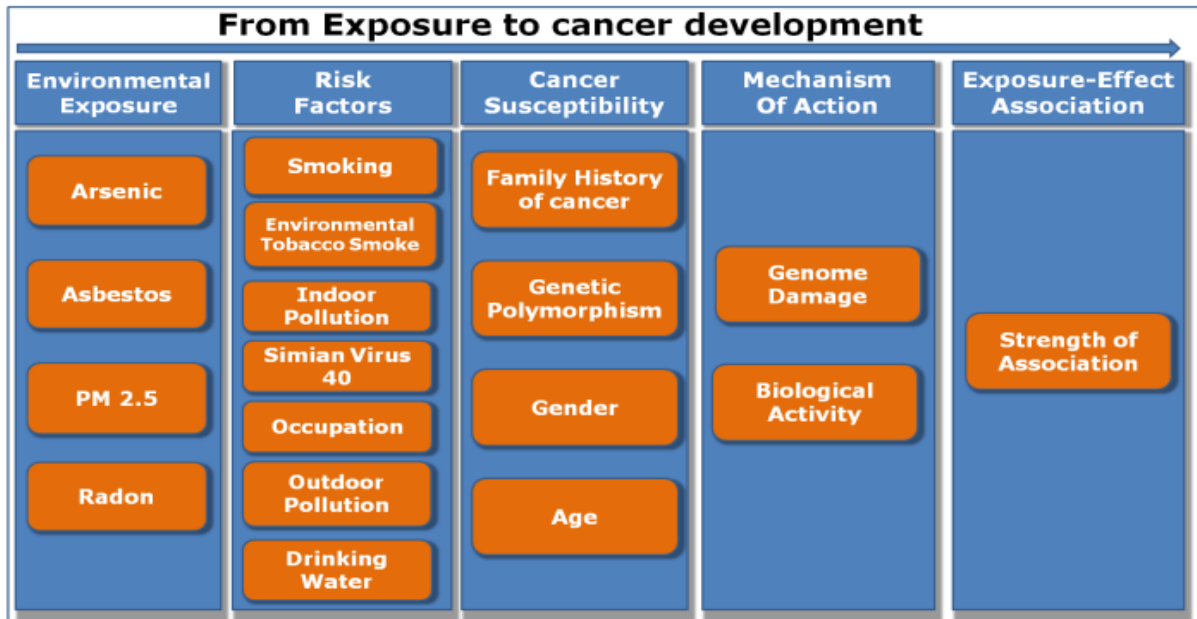 From Exposure to cancer development
Environmental
Exposure
Risk
Factors
Cancer
Susceptibility
Mechanism
Of Action
Exposure-Effect
Association
Arsenic
Asbestos
PM 2.5
Radon
Smoking
Environmental
Tobacco Smoke
Indoor
Pollution
Simian Virus
40
Occupation
Outdoor
Pollution
Drinking
Water
Family History
of cancer
Genetic
Polymorphism
Gender
Age
Genome
Damage
Biological
Activity
Strength of
Association